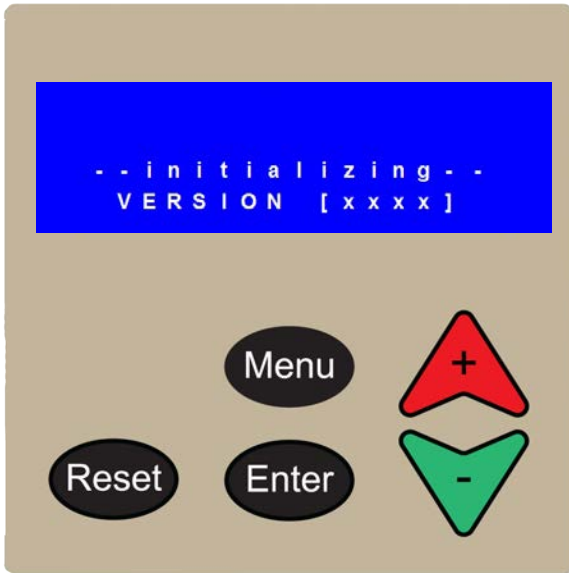 --initializing--
VERSION [xxxx]
Menu
+
Reset
Enter
-